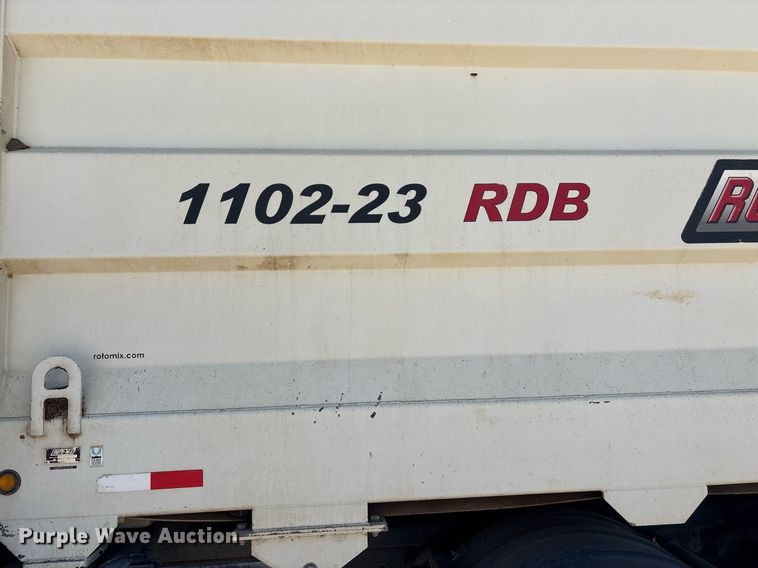 1102-23 RDB
rotomix.com
Purple Wave Auction